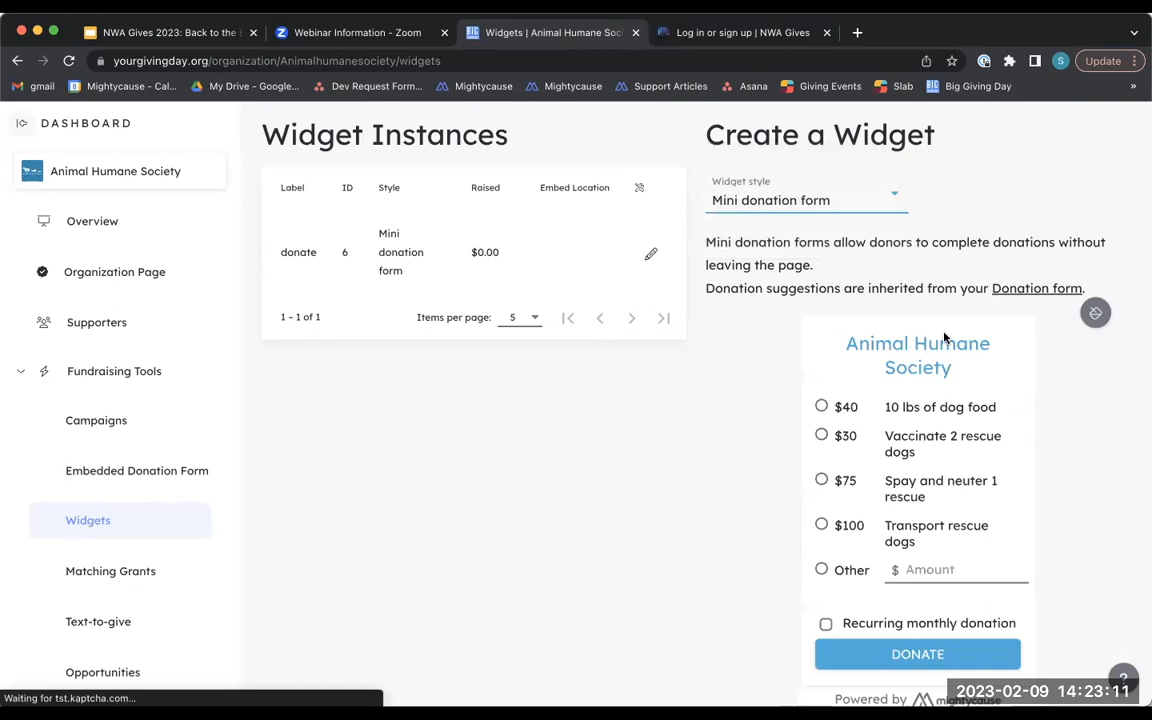 NWA Gives 2023: Back to the
Webinar Information - Zoom
Widgets | Animal Humane Soci
Log in or sign up | NWA Gives
yourgivingday.org/organization/Animalhumanesociety/widgets
S
Update
gmail
Mightycause - Cal...
My Drive - Google...
Dev Request Form...
Mightycause
Mightycause
Support Articles
Asana
Giving Events
Slab
Big Giving Day
»
DASHBOARD
Animal Humane Society
Overview
Organization Page
Supporters
Fundraising Tools
Campaigns
Embedded Donation Form
Widgets
Matching Grants
Text-to-give
Opportunities
Waiting for tst.kaptcha.com...
Widget Instances
Label ID Style Raised Embed Location
donate 6 Mini donation form $0.00
1 – 1 of 1 Items per page: 5
Create a Widget
Widget style
Mini donation form
Mini donation forms allow donors to complete donations without
leaving the page.
Donation suggestions are inherited from your Donation form.
Animal Humane
Society
$40 10 lbs of dog food
$30 Vaccinate 2 rescue
dogs
$75 Spay and neuter 1
rescue
$100 Transport rescue
dogs
Other $ Amount
Recurring monthly donation
DONATE
Powered by mightycause
?
2023-02-09 14:23:11